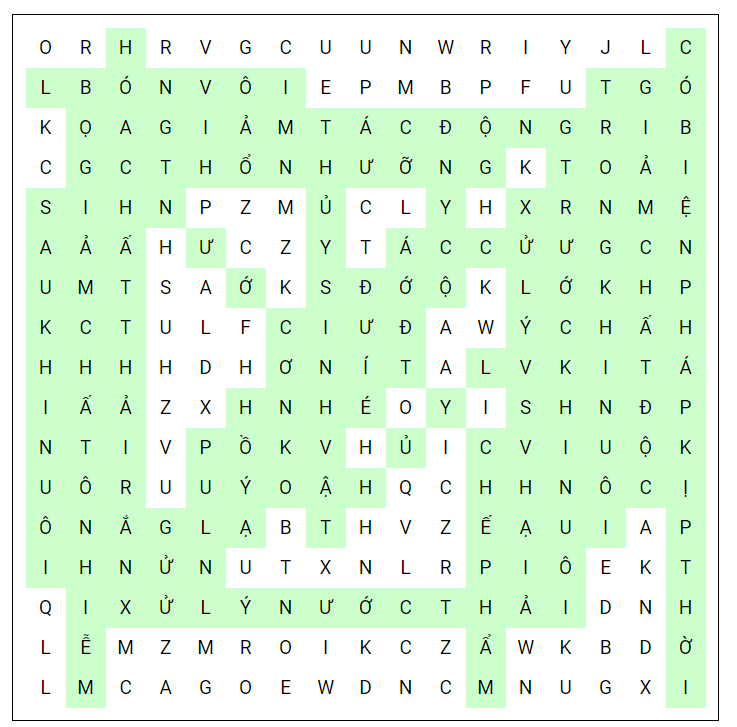 O R H R V G C U U N W R I Y J L C
L B Ó N V Ô I E P M B P F U T G Ó
K Ọ A G I Ả M T Á C Đ Ộ N G R I B
C G C T H Ổ N H Ư Ỡ N G K T O Ả I
S I H N P Z M Ủ C L Y H X R N M Ệ
A Ả Ấ H Ư C Z Y T Á C C Ử Ư G C N
U M T S A Ớ K S Đ Ớ Ộ K L Ớ K H P
K C T U L F C I Ư Đ A W Ý C H Ấ H
H H H H D H Ơ N Í T A L V K I T Á
I Ấ Ả Z X H N H É O Y I S H N Đ P
N T I V P Ồ K V H Ủ I C V I U Ộ K
U Ô R U U Ý O Ậ H Q C H H N Ô C Ị
Ô N Ắ G L Ạ B T H V Z Ế Ạ U I A P
I H N Ử N U T X N L R P I Ô E K T
Q I X Ử L Ý N Ư Ớ C T H Ả I D N H
L Ễ M Z M R O I K C Z Ẩ W K B D Ờ
L M C A G O E W D N C M N U G X I